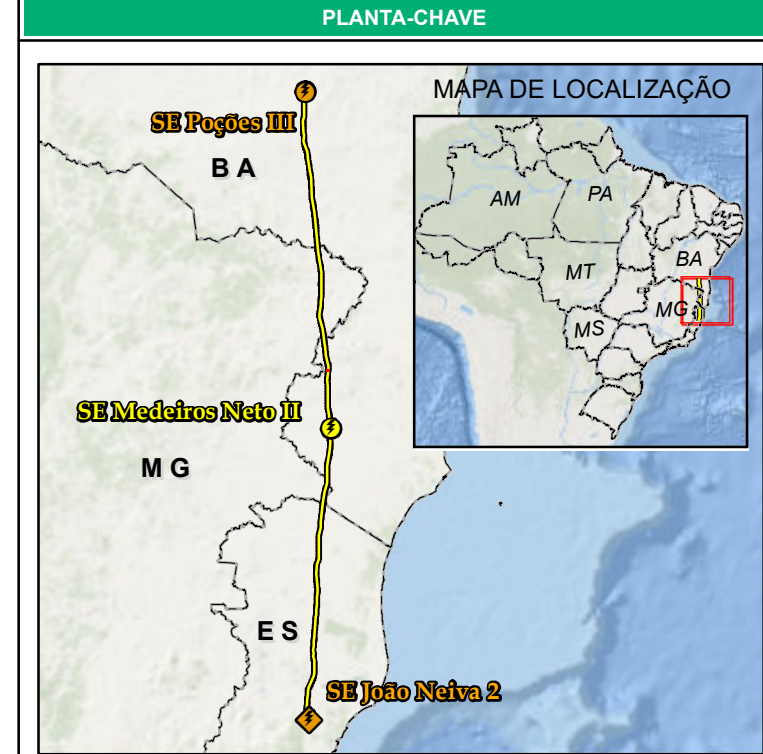 PLANTA-CHAVE
MAPA DE LOCALIZAÇÃO
SE Poções III
B A
AM
PA
BA
MT
MG
MS
SE Medeiros Neto II
M G
E S
SE João Neiva 2